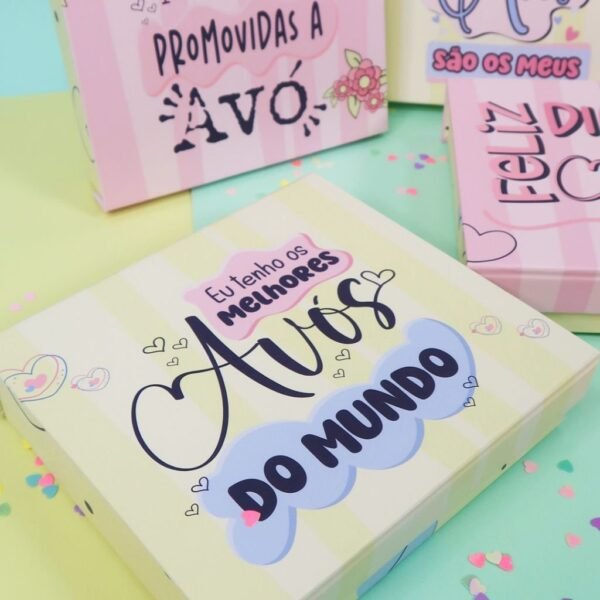 PROMOVIDAS A
AVÓ
SÃO OS MEUS
FELIZ
Eu tenho os
MELHORES
Avós
DO MUNDO